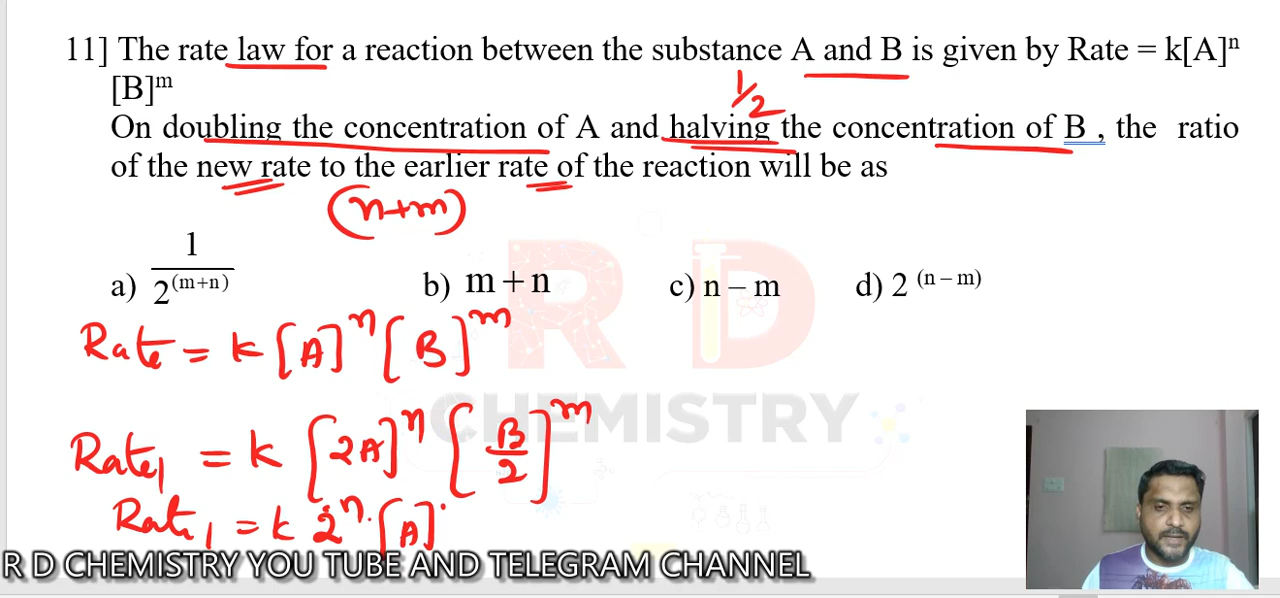 11] The rate law for a reaction between the substance A and B is given by Rate = k[A]ⁿ
[B]ᵐ
1/2
On doubling the concentration of A and halving the concentration of B , the ratio
of the new rate to the earlier rate of the reaction will be as
(n+m)
a) 1/2^(m+n) b) m+n c) n – m d) 2 ^(n – m)
Rate = k [A]ⁿ [B]ᵐ
Rate₁ = k [2A]ⁿ [B/2]ᵐ
Rate₁ = k 2ⁿ. [A]
R D
CHEMISTRY
R D CHEMISTRY YOU TUBE AND TELEGRAM CHANNEL